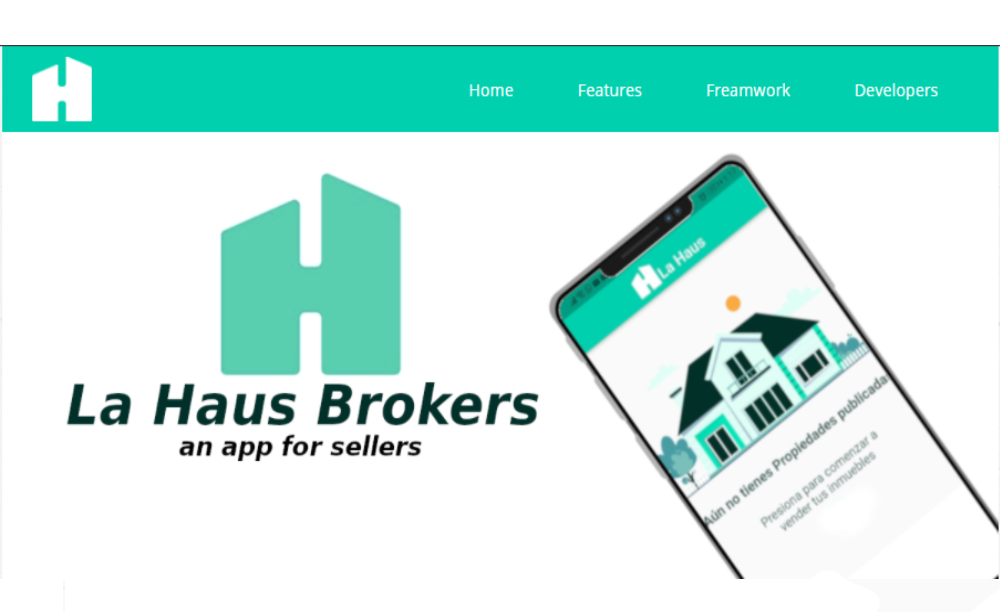 Home Features Freamwork Developers
La Haus Brokers
an app for sellers
La Haus
Aún no tienes Propiedades publicadas
Presiona para comenzar a
vender tus inmuebles